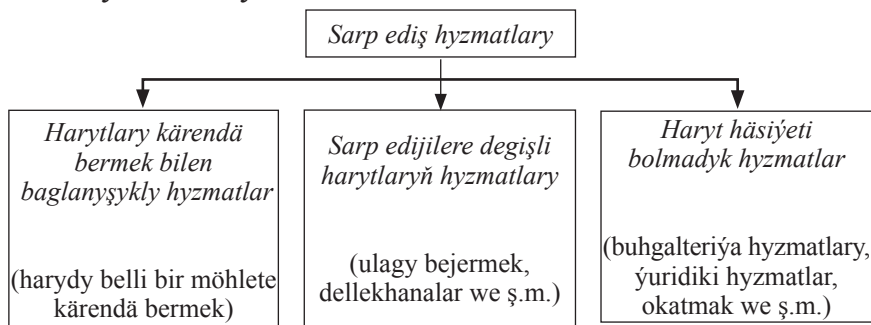 Sarp ediş hyzmatlary
Harytlary kärendä
bermek bilen
baglanyşykly hyzmatlar
(harydy belli bir möhlete
kärendä bermek)
Sarp edijilere degişli
harytlaryň hyzmatlary
(ulagy bejermek,
dellekhanalar we ş.m.)
Haryt häsiýeti
bolmadyk hyzmatlar
(buhgalteriýa hyzmatlary,
ýuridiki hyzmatlar,
okatmak we ş.m.)